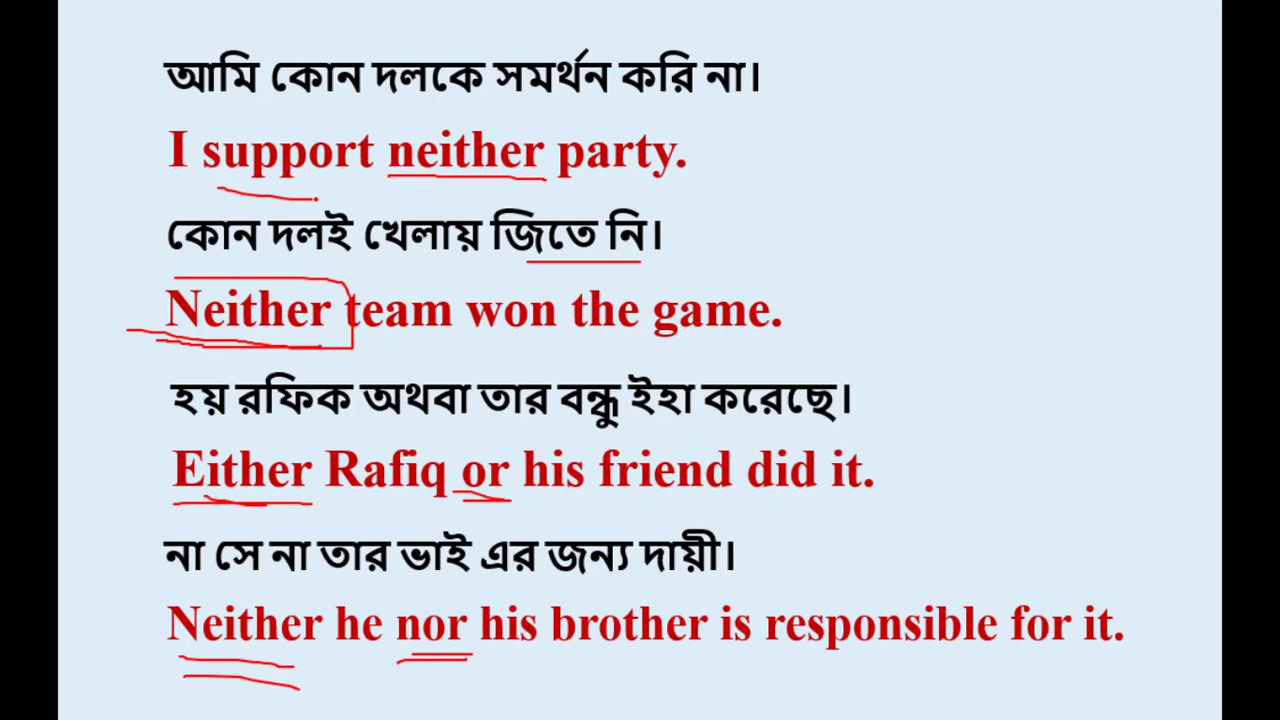 আমি কোন দলকে সমর্থন করি না।
I support neither party.
কোন দলই খেলায় জিতে নি।
Neither team won the game.
হয় রফিক অথবা তার বন্ধু ইহা করেছে।
Either Rafiq or his friend did it.
না সে না তার ভাই এর জন্য দায়ী।
Neither he nor his brother is responsible for it.